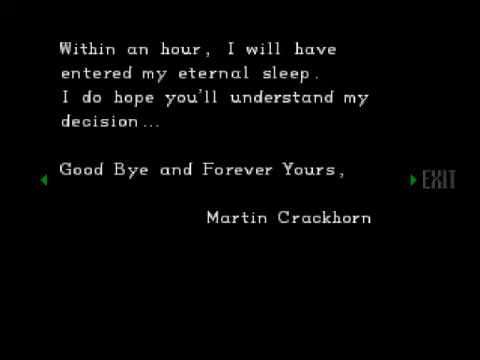 Within an hour, I will have
entered my eternal sleep.
I do hope you'll understand my
decision...
Good Bye and Forever Yours,
EXIT
Martin Crackhorn